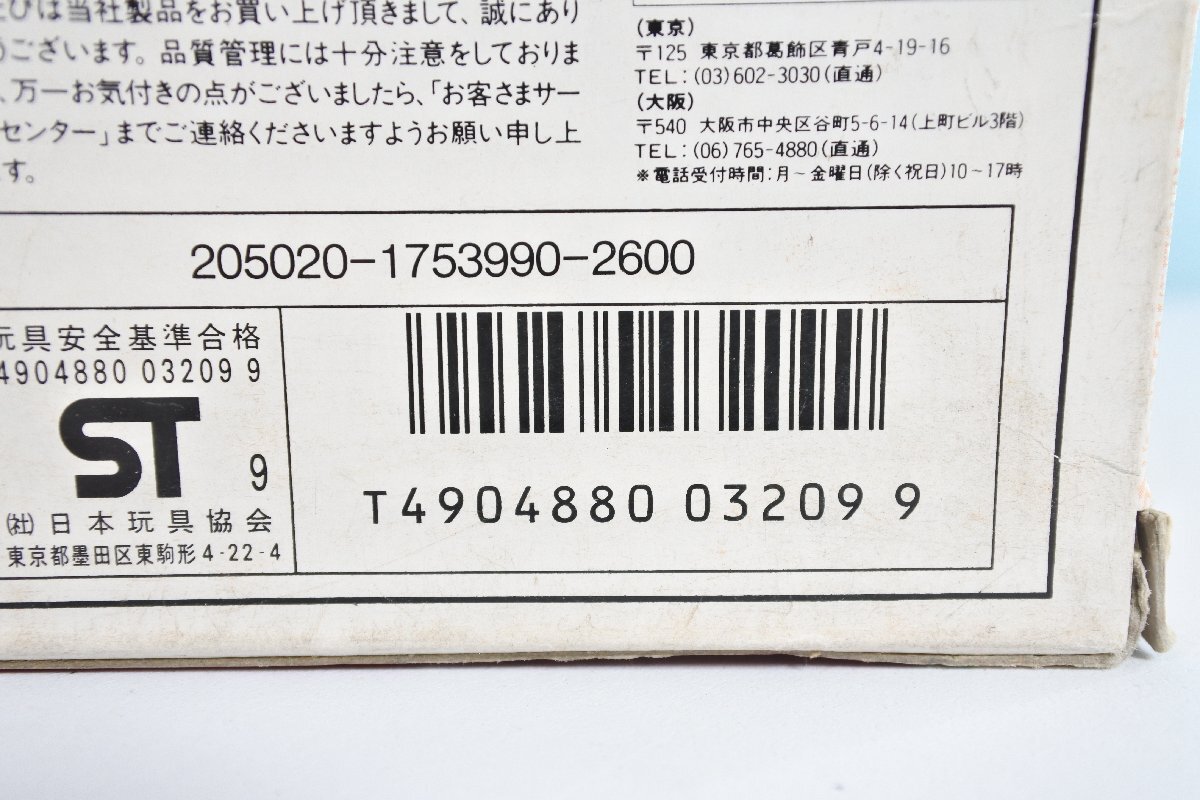 びは当社製品をお買い上げ頂きまして、誠にあり
うございます。品質管理には十分注意をしておりま
、万一お気付きの点がございましたら、「お客さまサー
センター」までご連絡くださいますようお願い申し上
ます。
(東京)
〒125 東京都葛飾区青戸4-19-16
TEL:(03)602-3030(直通)
(大阪)
〒540 大阪市中央区谷町5-6-14(上町ビル3階)
TEL:(06)765-4880(直通)
※電話受付時間:月～金曜日(除く祝日)10～17時
205020-1753990-2600
玩具安全基準合格
4904880 03209 9
ST 9
(社)日本玩具協会
東京都墨田区東駒形4-22-4
T4904880 03209 9